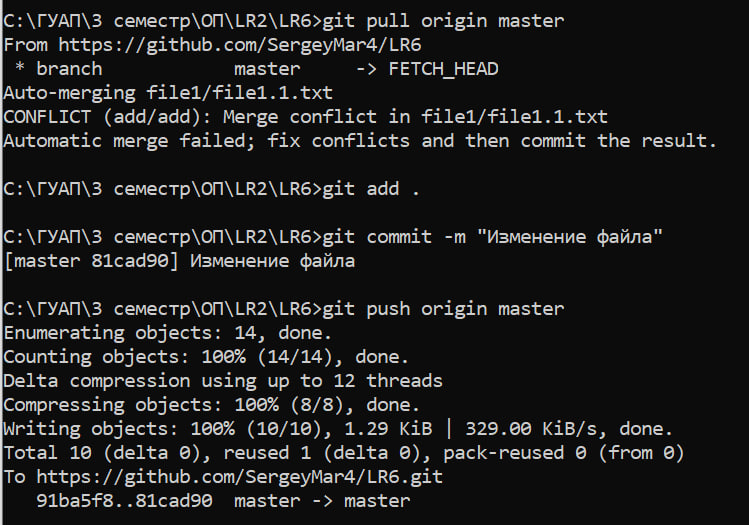 C:\ГУАП\3 семестр\ОП\LR2\LR6>git pull origin master
From https://github.com/SergeyMar4/LR6
 * branch            master     -> FETCH_HEAD
Auto-merging file1/file1.1.txt
CONFLICT (add/add): Merge conflict in file1/file1.1.txt
Automatic merge failed; fix conflicts and then commit the result.
C:\ГУАП\3 семестр\ОП\LR2\LR6>git add .
C:\ГУАП\3 семестр\ОП\LR2\LR6>git commit -m "Изменение файла"
[master 81cad90] Изменение файла
C:\ГУАП\3 семестр\ОП\LR2\LR6>git push origin master
Enumerating objects: 14, done.
Counting objects: 100% (14/14), done.
Delta compression using up to 12 threads
Compressing objects: 100% (8/8), done.
Writing objects: 100% (10/10), 1.29 KiB | 329.00 KiB/s, done.
Total 10 (delta 0), reused 1 (delta 0), pack-reused 0 (from 0)
To https://github.com/SergeyMar4/LR6.git
   91ba5f8..81cad90  master -> master